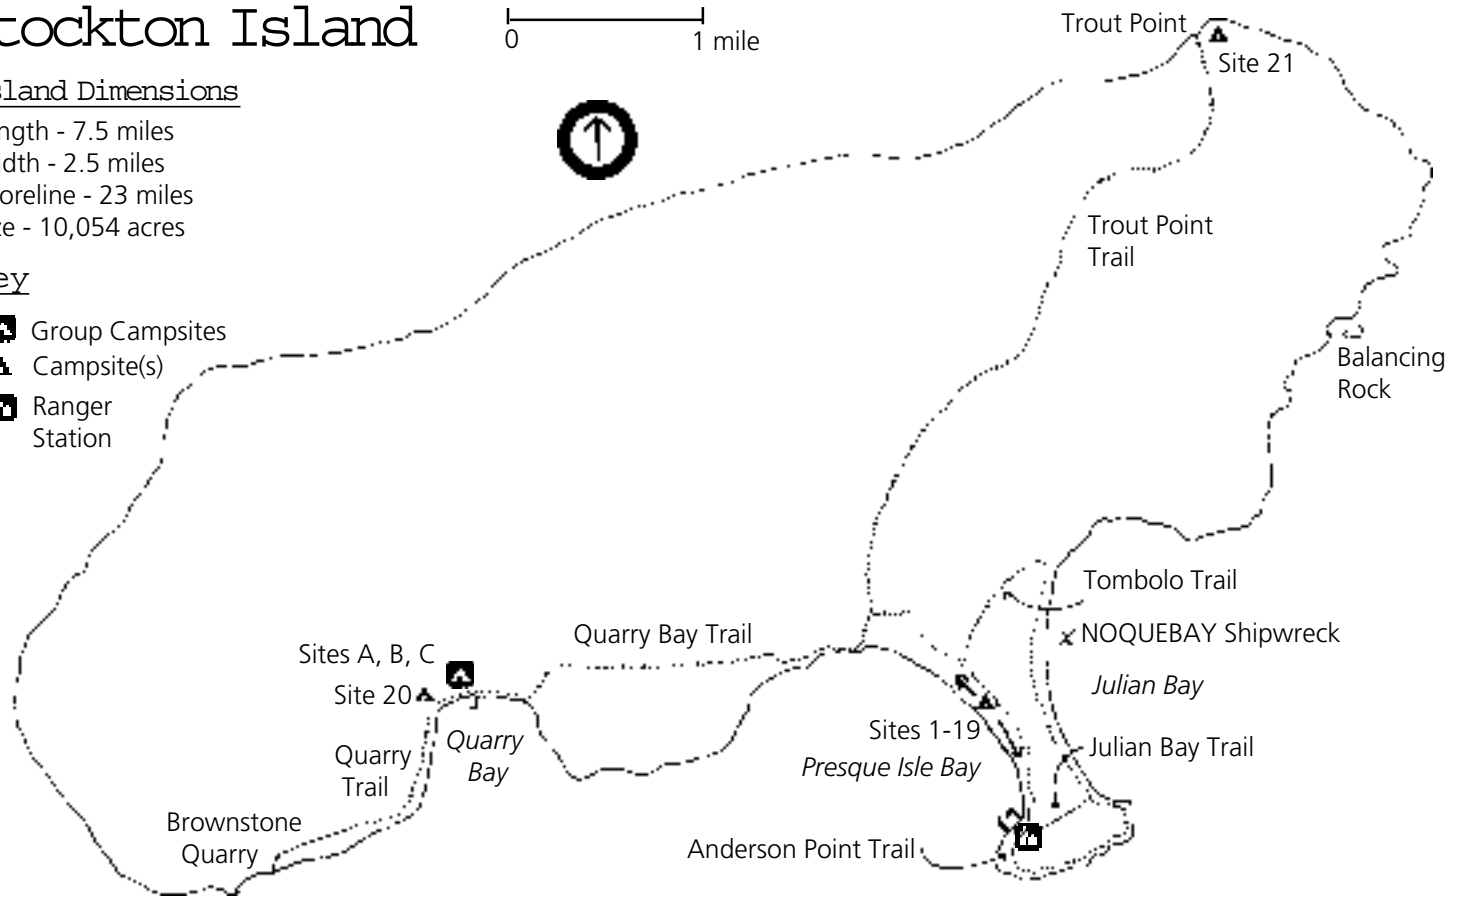 tockton Island
0 1 mile
sland Dimensions
ngth - 7.5 miles
idth - 2.5 miles
oreline - 23 miles
ze - 10,054 acres
ey
Group Campsites
Campsite(s)
Ranger
Station
Trout Point
Site 21
Trout Point
Trail
Balancing
Rock
Tombolo Trail
NOQUEBAY Shipwreck
Julian Bay
Julian Bay Trail
Quarry Bay Trail
Sites A, B, C
Site 20
Quarry
Bay
Quarry
Trail
Brownstone
Quarry
Sites 1-19
Presque Isle Bay
Anderson Point Trail